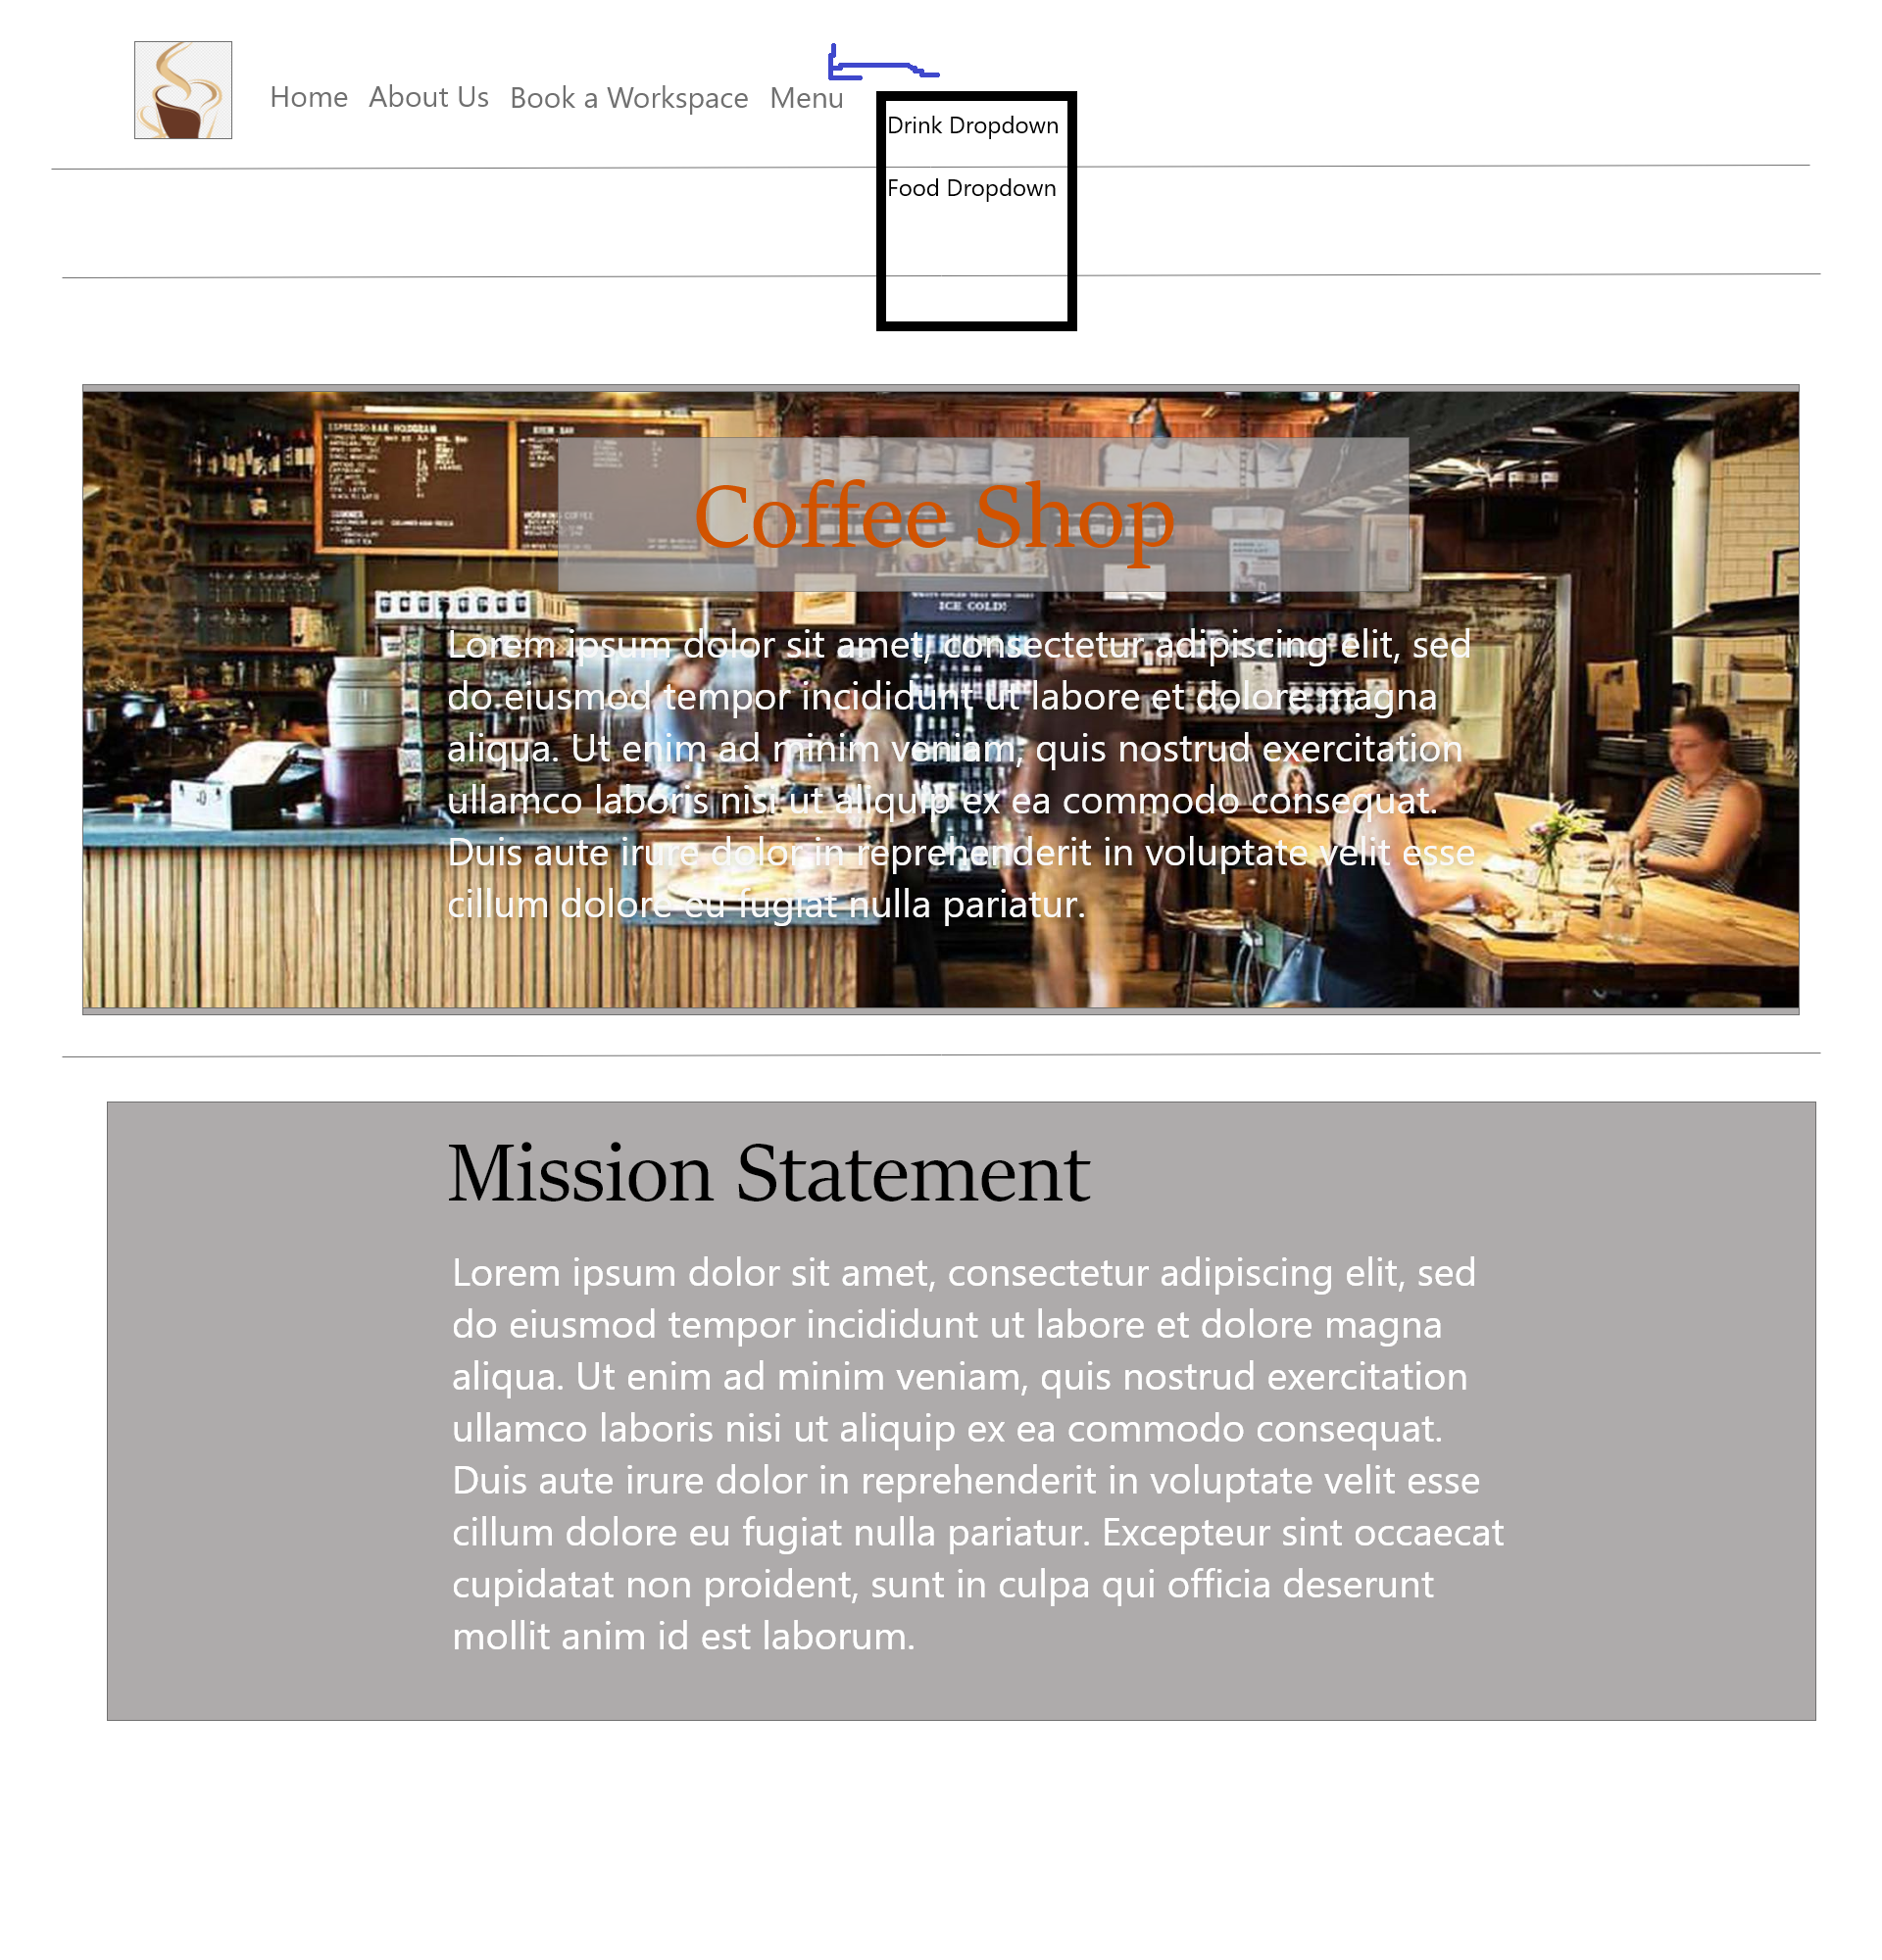 Home About Us Book a Workspace Menu
Drink Dropdown
Food Dropdown
ESPRESSO BAR HOLOGRAM
BREW BAR
Coffee Shop
ICE COLD!
Lorem ipsum dolor sit amet, consectetur adipiscing elit, sed
do eiusmod tempor incididunt ut labore et dolore magna
aliqua. Ut enim ad minim veniam, quis nostrud exercitation
ullamco laboris nisi ut aliquip ex ea commodo consequat.
Duis aute irure dolor in reprehenderit in voluptate velit esse
cillum dolore eu fugiat nulla pariatur.
Mission Statement
Lorem ipsum dolor sit amet, consectetur adipiscing elit, sed
do eiusmod tempor incididunt ut labore et dolore magna
aliqua. Ut enim ad minim veniam, quis nostrud exercitation
ullamco laboris nisi ut aliquip ex ea commodo consequat.
Duis aute irure dolor in reprehenderit in voluptate velit esse
cillum dolore eu fugiat nulla pariatur. Excepteur sint occaecat
cupidatat non proident, sunt in culpa qui officia deserunt
mollit anim id est laborum.